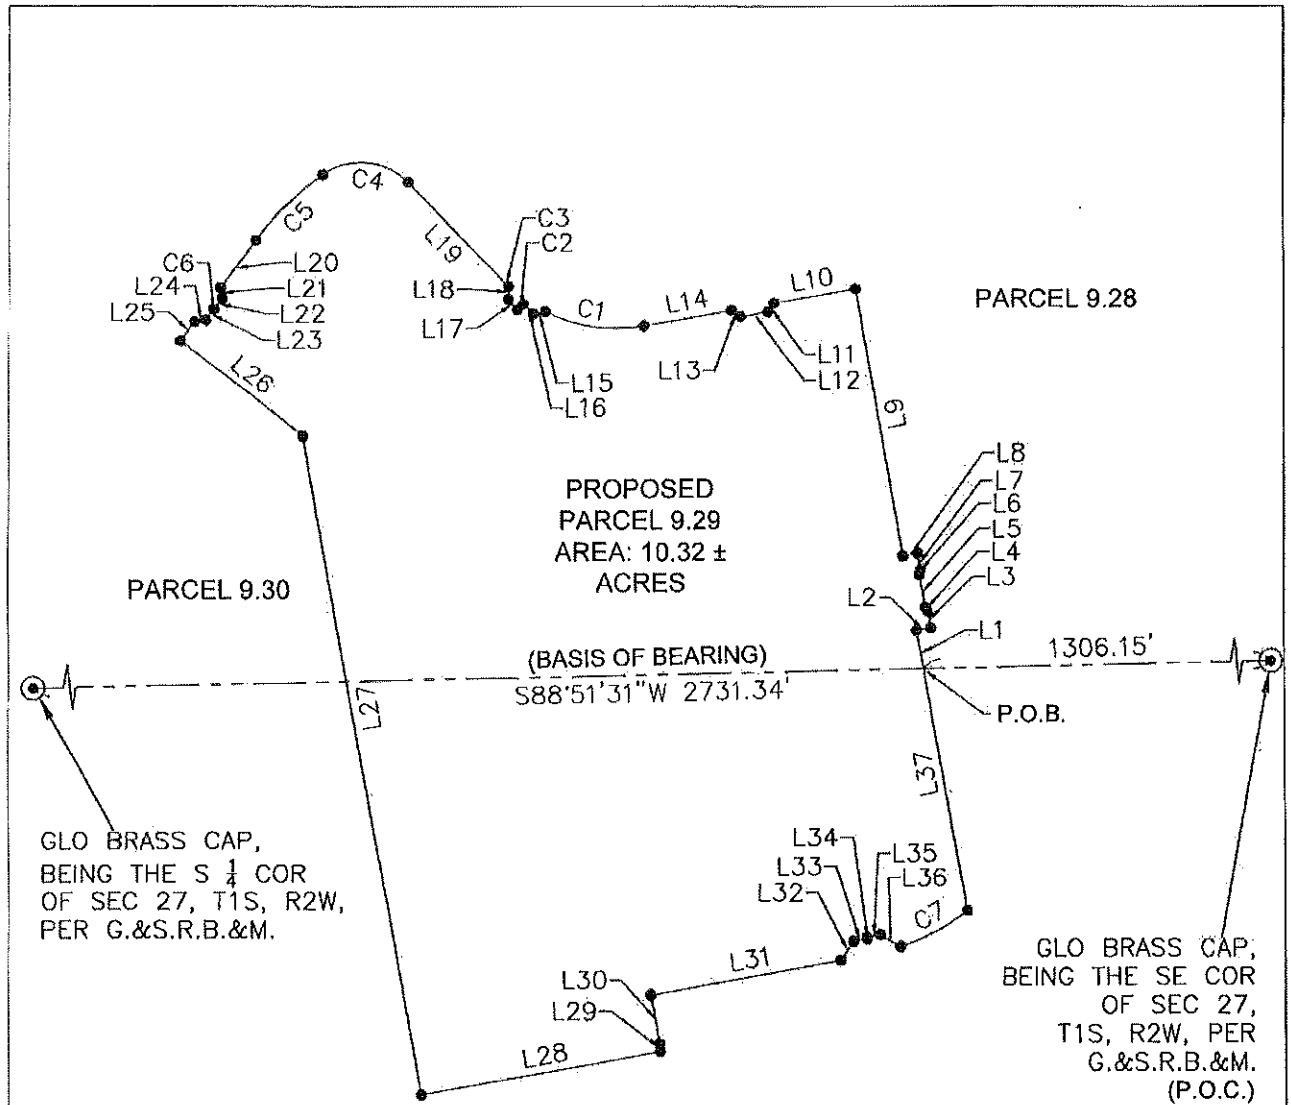 C4
C5
L19
C3
C2
C6
L20
L24
L21
L25
L22
L23
L18
L17
L26
C1
L14
L10
PARCEL 9.28
L15
L16
L13
L11
L12
L9
L8
L7
L6
L5
L4
L3
L2
L1
PROPOSED
PARCEL 9.29
AREA: 10.32 ±
ACRES
PARCEL 9.30
(BASIS OF BEARING)
S88°51'31"W 2731.34'
1306.15'
P.O.B.
L27
L37
GLO BRASS CAP,
BEING THE S 1/4 COR
OF SEC 27, T1S, R2W,
PER G.&S.R.B.&M.
L34
L33
L32
L35
L36
C7
L31
L30
L29
L28
GLO BRASS CAP,
BEING THE SE COR
OF SEC 27,
T1S, R2W, PER
G.&S.R.B.&M.
(P.O.C.)